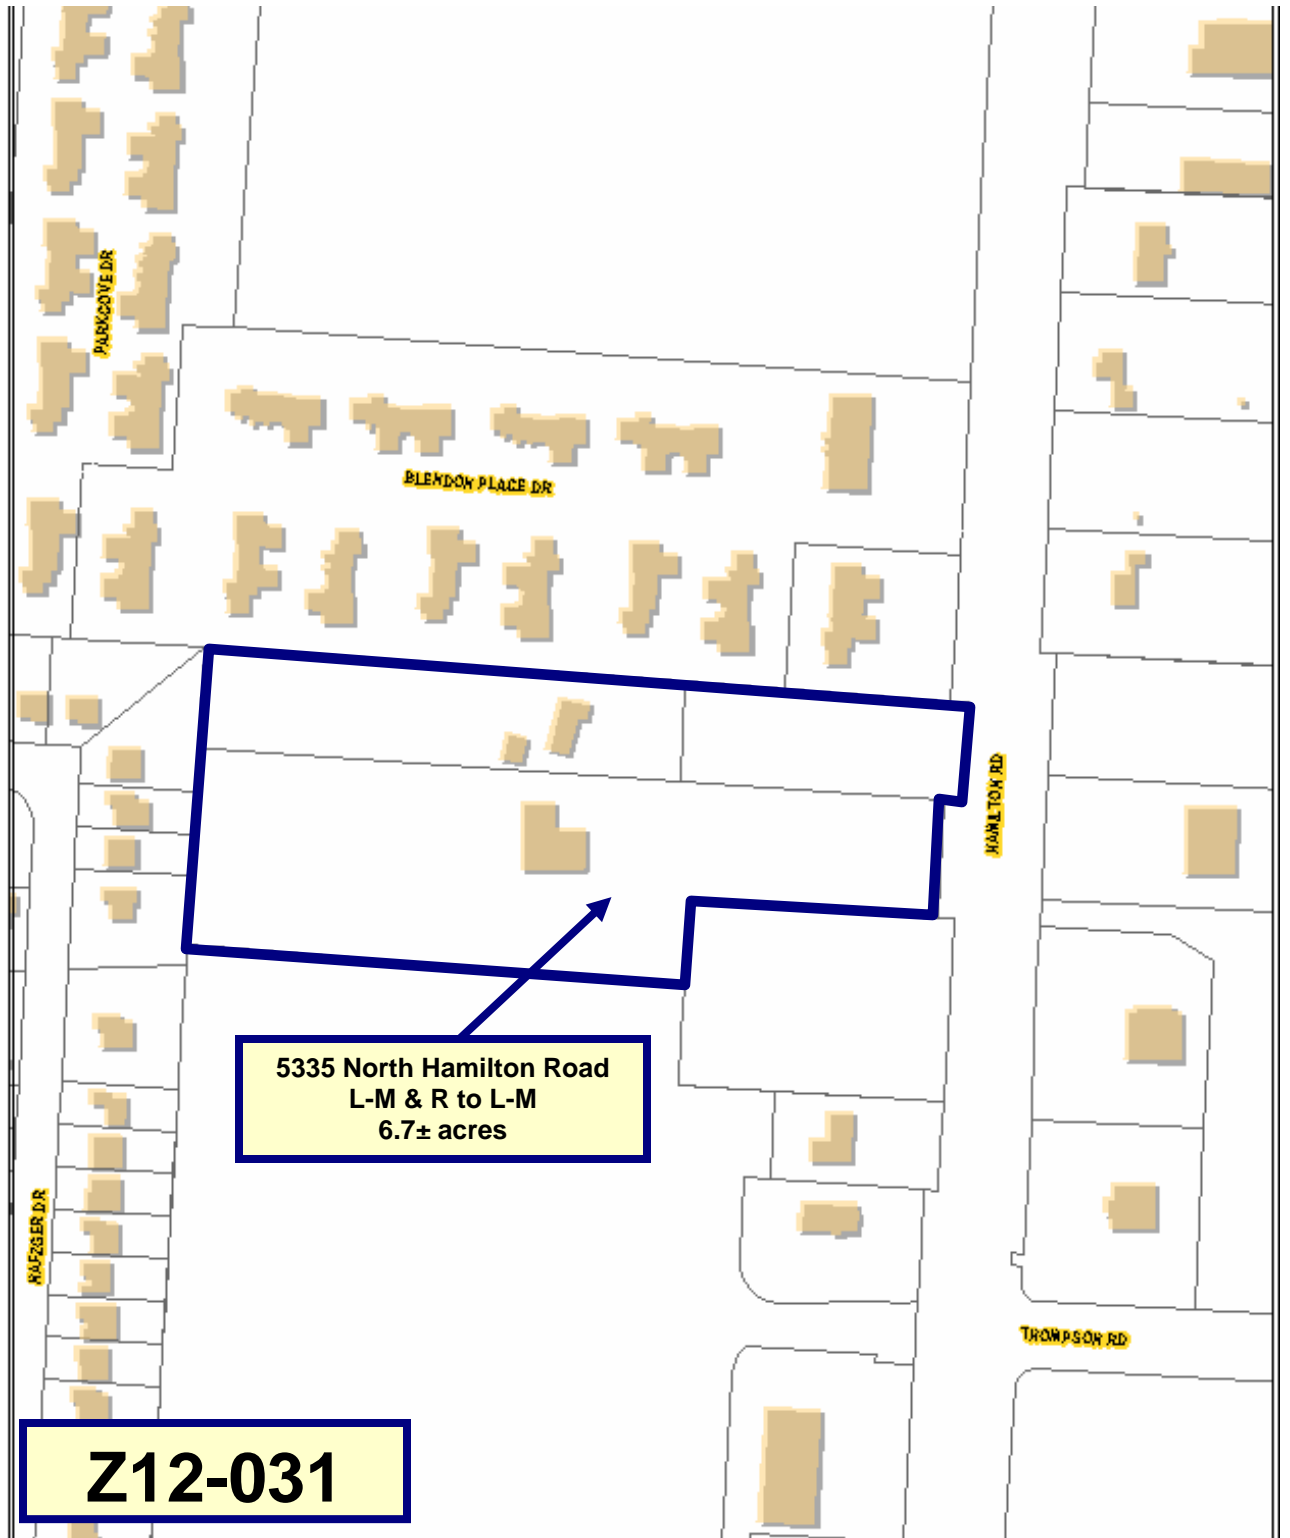 PARKCOVE DR
BLENDON PLACE DR
HAMILTON RD
5335 North Hamilton Road
L-M & R to L-M
6.7± acres
NAFZGER DR
THOMPSON RD
Z12-031